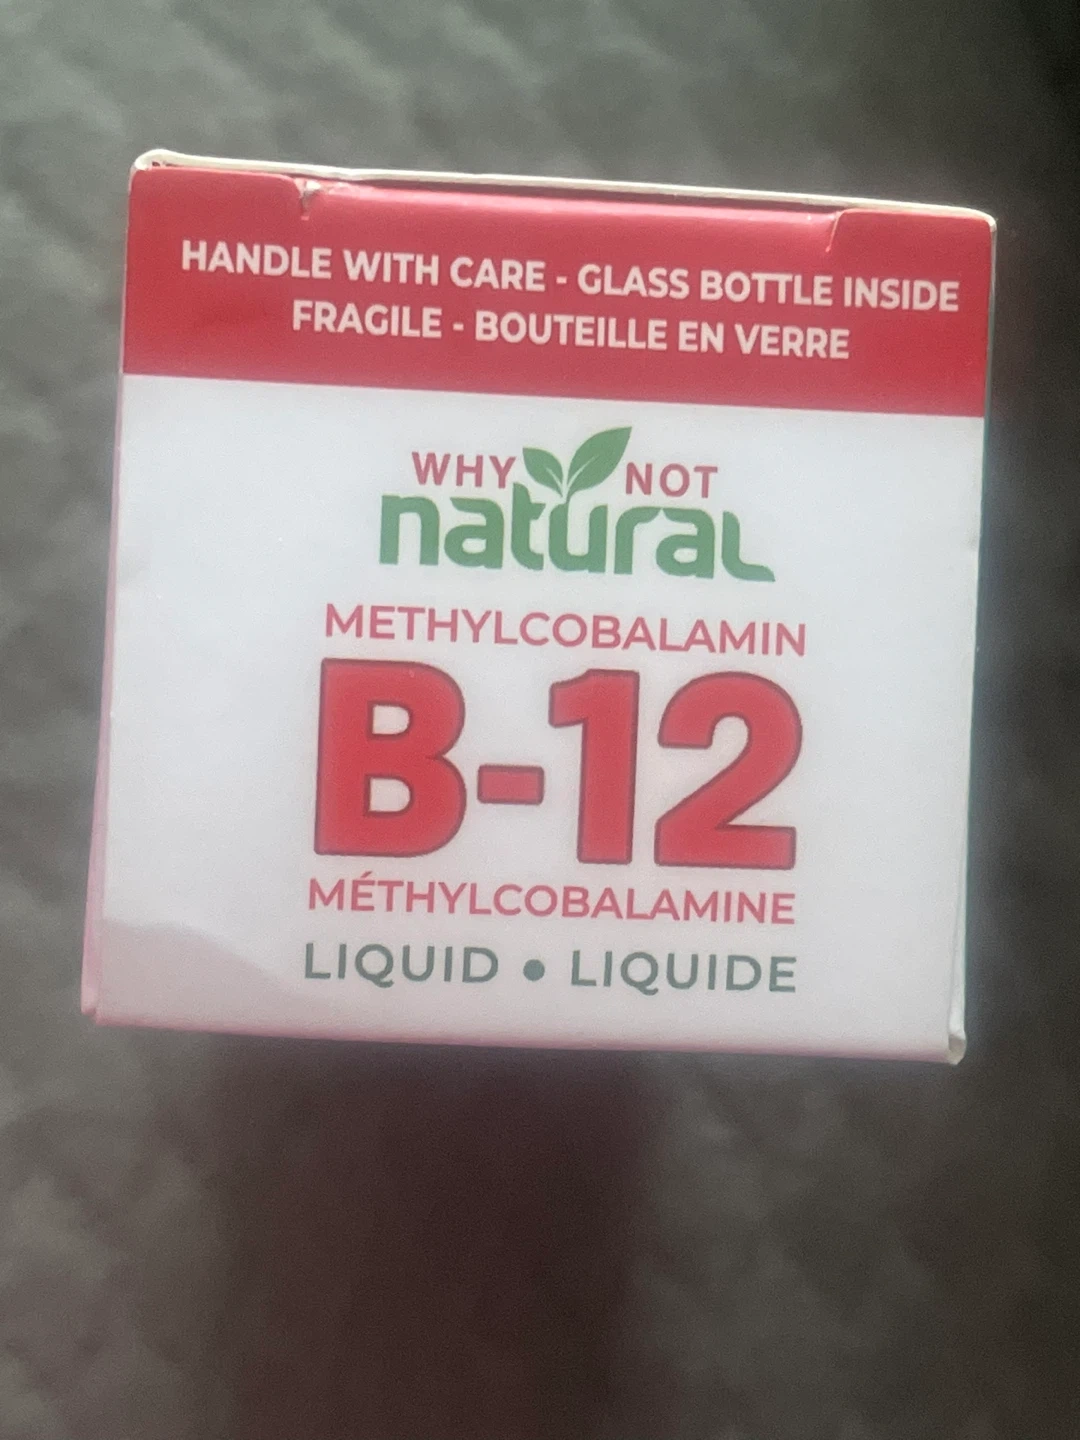 HANDLE WITH CARE - GLASS BOTTLE INSIDE
FRAGILE - BOUTEILLE EN VERRE
WHY NOT
natural
METHYLCOBALAMIN
B-12
MÉTHYLCOBALAMINE
LIQUID • LIQUIDE